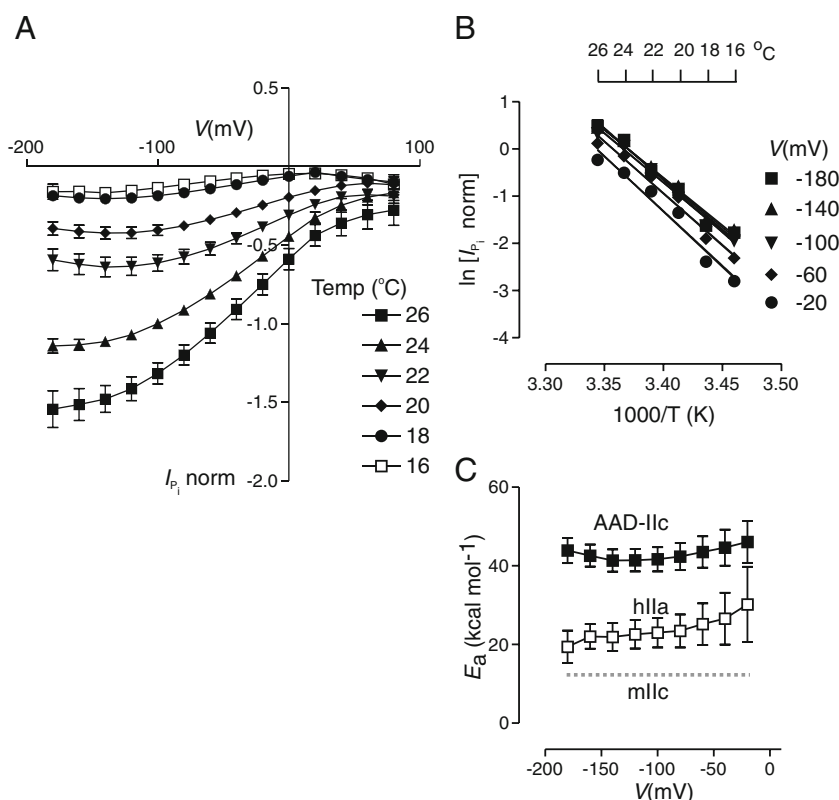 A
0.5
V(mV)
-200
-100
100
-0.5
-1.0
-1.5
-2.0
I_Pi norm
Temp (°C)
26
24
22
20
18
16
B
26 24 22 20 18 16 °C
1
0
-1
-2
-3
-4
ln [I_Pi norm]
3.30 3.35 3.40 3.45 3.50
1000/T (K)
V(mV)
-180
-140
-100
-60
-20
C
60
40
20
0
E_a (kcal mol⁻¹)
AAD-IIc
hIIa
mIIc
-200 -150 -100 -50 0
V(mV)